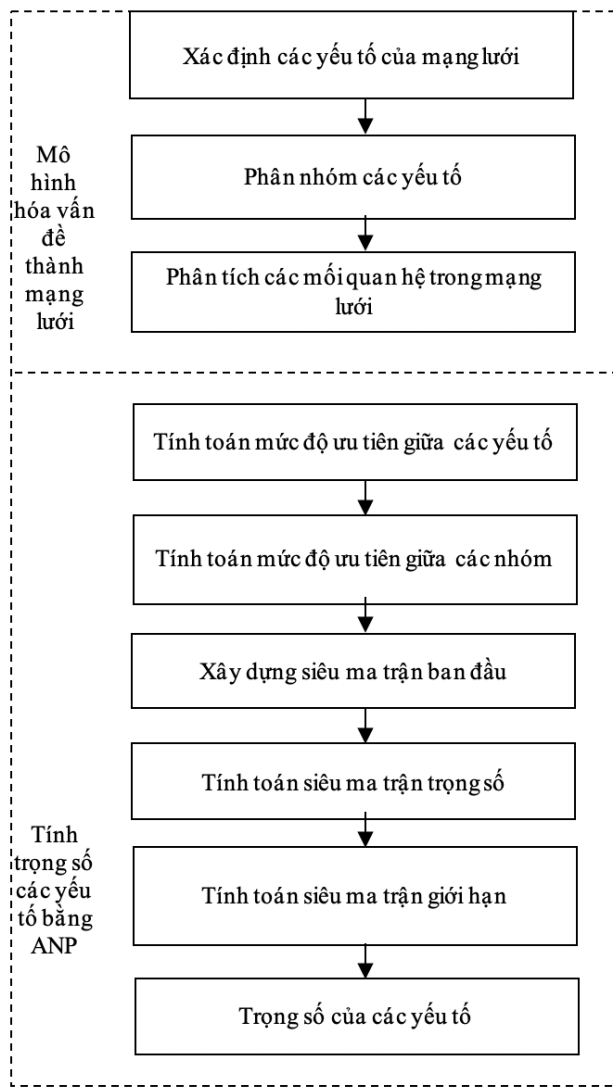 Xác định các yếu tố của mạng lưới
Mô
hình
hóa vấn
đề
thành
mạng
lưới
Phân nhóm các yếu tố
Phân tích các mối quan hệ trong mạng
lưới
Tính toán mức độ ưu tiên giữa các yếu tố
Tính toán mức độ ưu tiên giữa các nhóm
Xây dựng siêu ma trận ban đầu
Tính toán siêu ma trận trọng số
Tính
trọng số
các yếu
tố bằng
ANP
Tính toán siêu ma trận giới hạn
Trọng số của các yếu tố